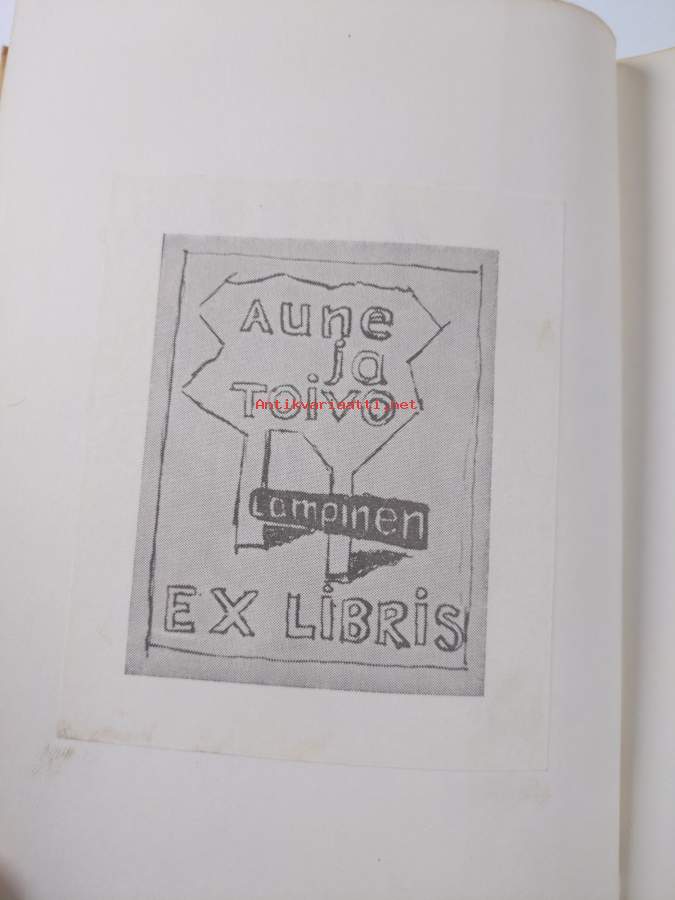 Aune
ja
Toivo
Antikvariaatti.net
Lampinen
EX LIBRIS